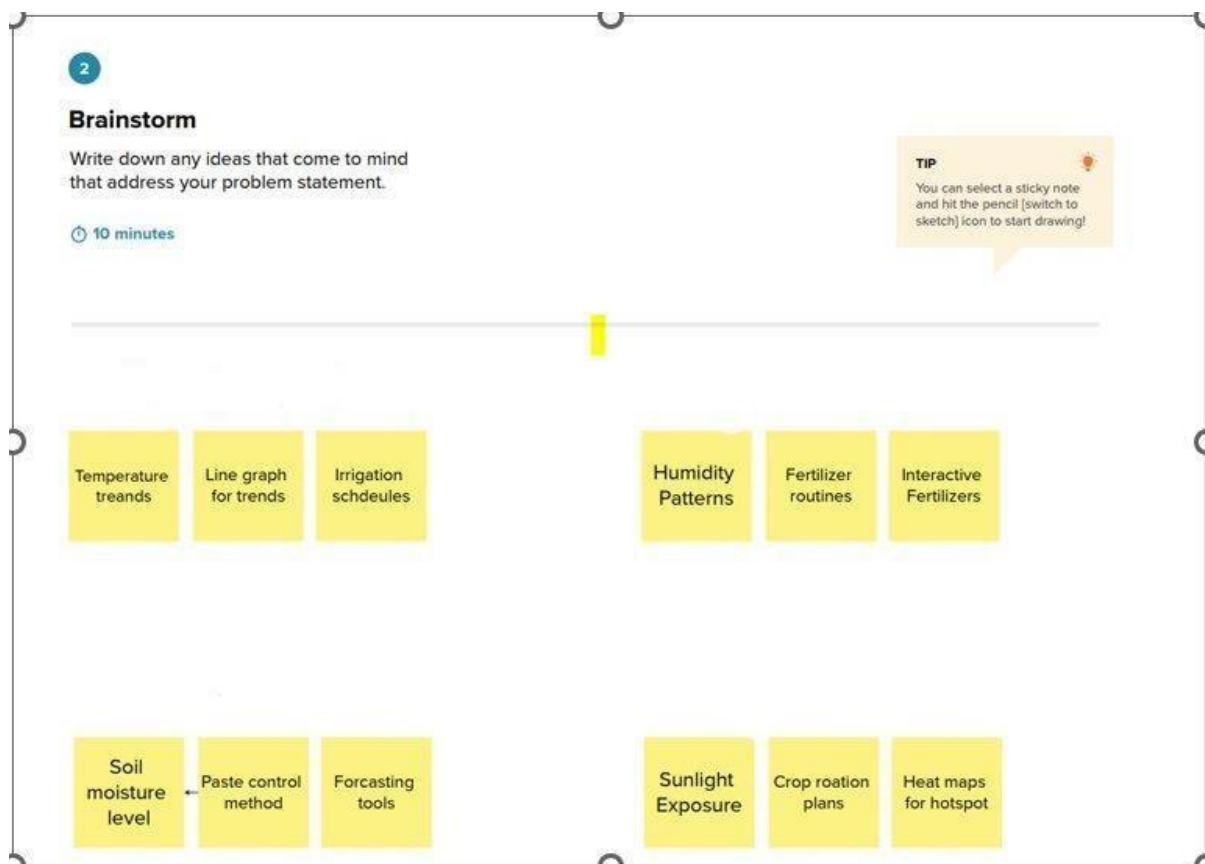 2
Brainstorm
Write down any ideas that come to mind
that address your problem statement.
10 minutes
TIP
You can select a sticky note
and hit the pencil [switch to
sketch] icon to start drawing!
Temperature
treands
Line graph
for trends
Irrigation
schdeules
Humidity
Patterns
Fertilizer
routines
Interactive
Fertilizers
Soil
moisture
level
Paste control
method
Forcasting
tools
Sunlight
Exposure
Crop roation
plans
Heat maps
for hotspot